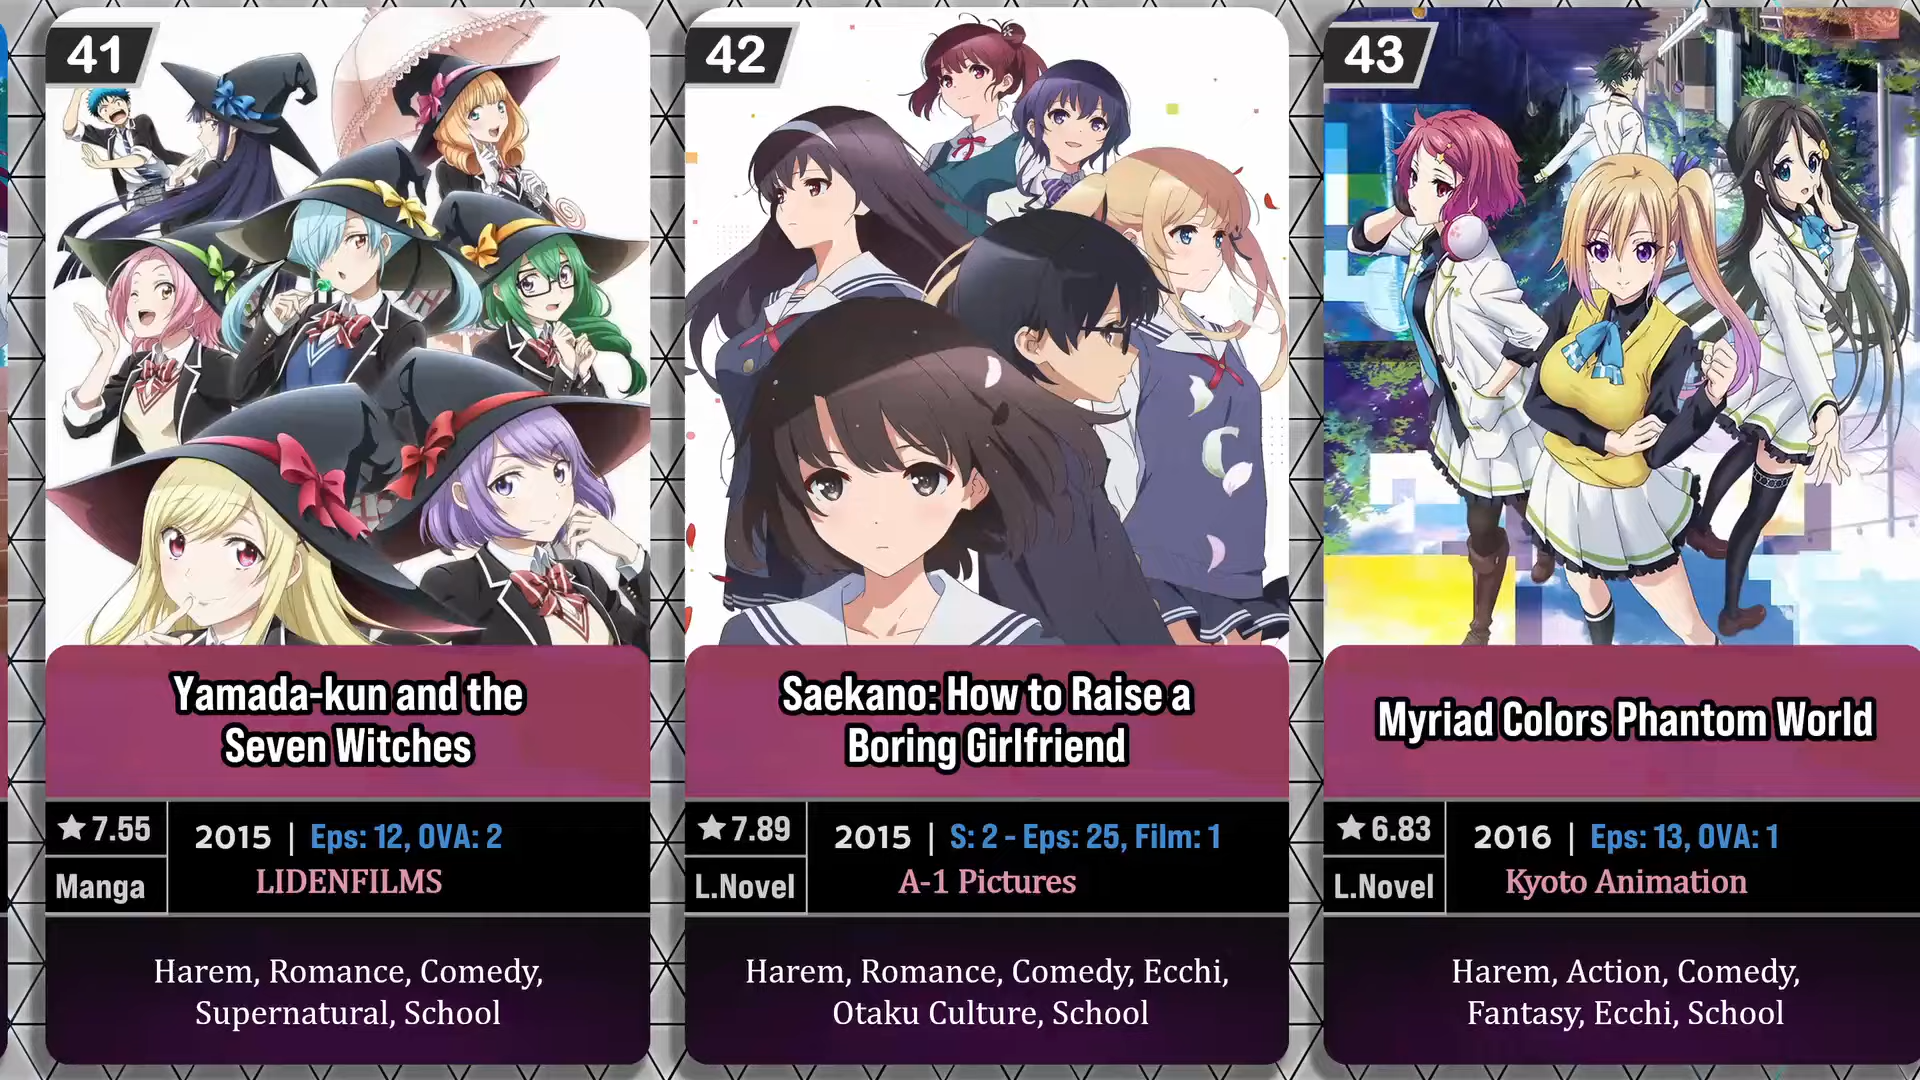 41
Yamada-kun and the
Seven Witches
★ 7.55
2015 | Eps: 12, OVA: 2
Manga
LIDENFILMS
Harem, Romance, Comedy,
Supernatural, School
42
Saekano: How to Raise a
Boring Girlfriend
★ 7.89
2015 | S: 2 - Eps: 25, Film: 1
L.Novel
A-1 Pictures
Harem, Romance, Comedy, Ecchi,
Otaku Culture, School
43
Myriad Colors Phantom World
★ 6.83
2016 | Eps: 13, OVA: 1
L.Novel
Kyoto Animation
Harem, Action, Comedy,
Fantasy, Ecchi, School